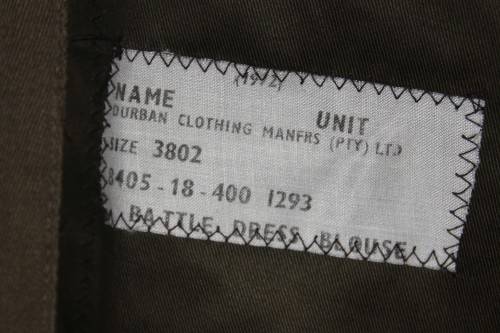 (1972)
NAME UNIT
DURBAN CLOTHING MANFRS (PTY) LTD
SIZE 3802
8405-18-400 1293
BATTLE DRESS BLOUSE